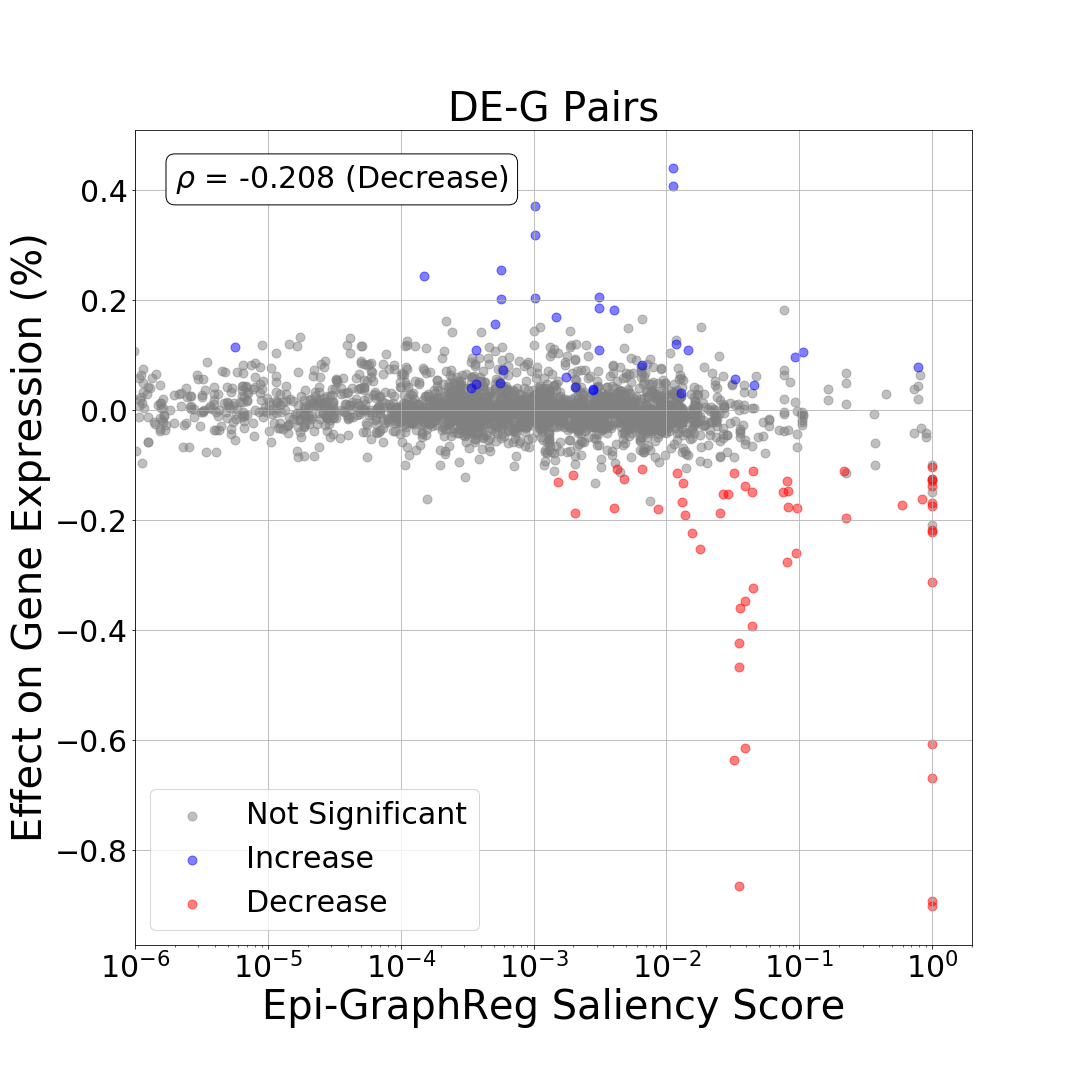 DE-G Pairs
ρ = -0.208 (Decrease)
Effect on Gene Expression (%)
0.4
0.2
0.0
−0.2
−0.4
−0.6
−0.8
Not Significant
Increase
Decrease
10⁻⁶ 10⁻⁵ 10⁻⁴ 10⁻³ 10⁻² 10⁻¹ 10⁰
Epi-GraphReg Saliency Score